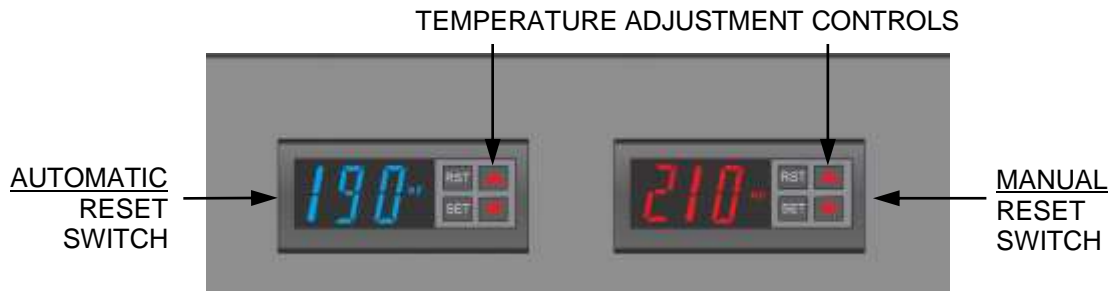 TEMPERATURE ADJUSTMENT CONTROLS
AUTOMATIC
RESET
SWITCH
190 °F
RST
SET
210 °F
RST
SET
MANUAL
RESET
SWITCH